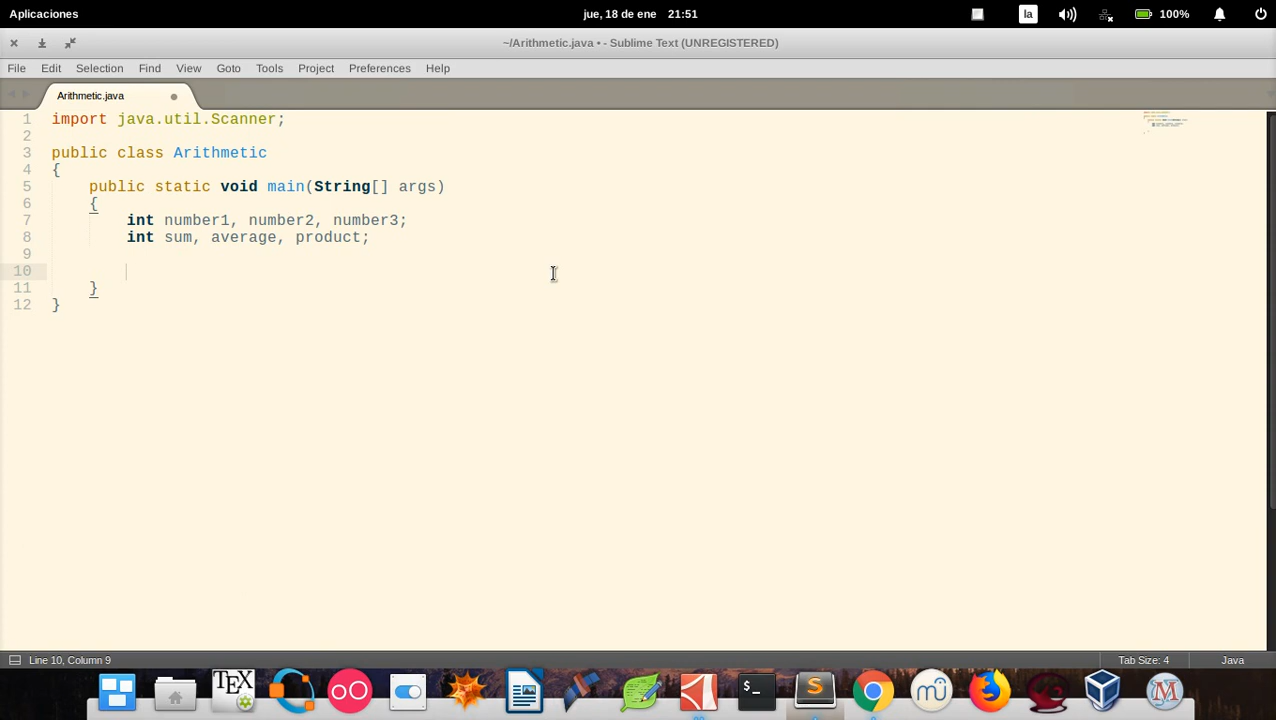 Aplicaciones jue, 18 de ene 21:51 la 100%
~/Arithmetic.java • - Sublime Text (UNREGISTERED)
File Edit Selection Find View Goto Tools Project Preferences Help
Arithmetic.java
1 import java.util.Scanner;
2
3 public class Arithmetic
4 {
5 public static void main(String[] args)
6 {
7 int number1, number2, number3;
8 int sum, average, product;
9
10
11 }
12 }
Line 10, Column 9 Tab Size: 4 Java
TEX >_ S mü M